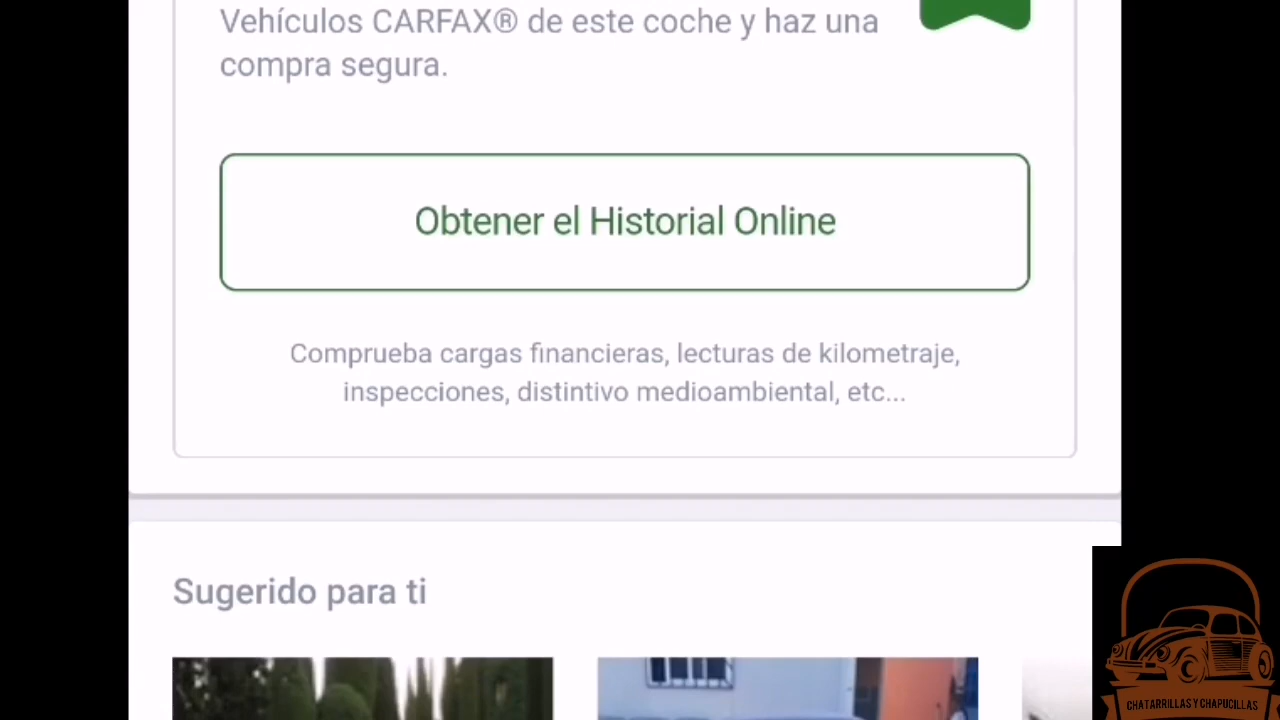 Vehículos CARFAX® de este coche y haz una
compra segura.
Obtener el Historial Online
Comprueba cargas financieras, lecturas de kilometraje,
inspecciones, distintivo medioambiental, etc...
Sugerido para ti
CHATARRILLAS Y CHAPUCILLAS